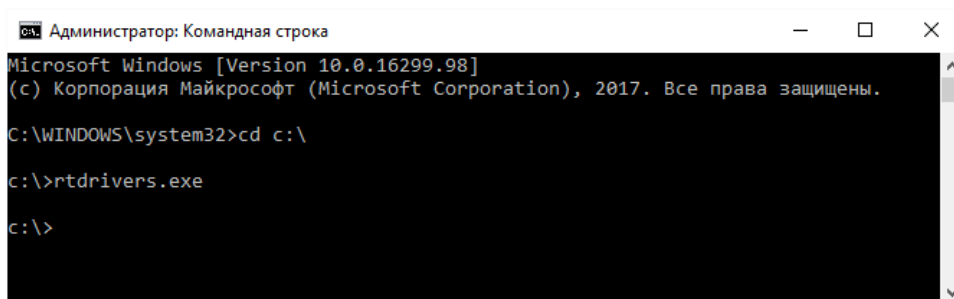 Администратор: Командная строка
Microsoft Windows [Version 10.0.16299.98]
(c) Корпорация Майкрософт (Microsoft Corporation), 2017. Все права защищены.
C:\WINDOWS\system32>cd c:\
c:\>rtdrivers.exe
c:\>